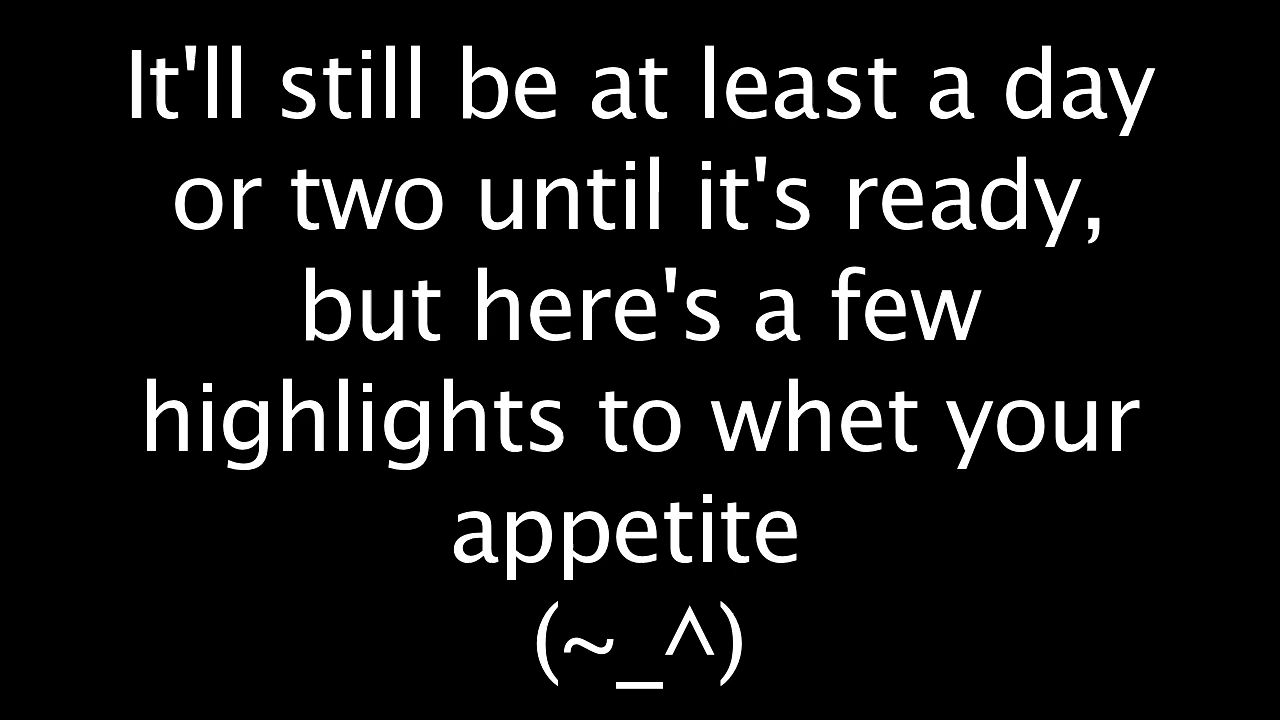 It'll still be at least a day
or two until it's ready,
but here's a few
highlights to whet your
appetite
(~_^)